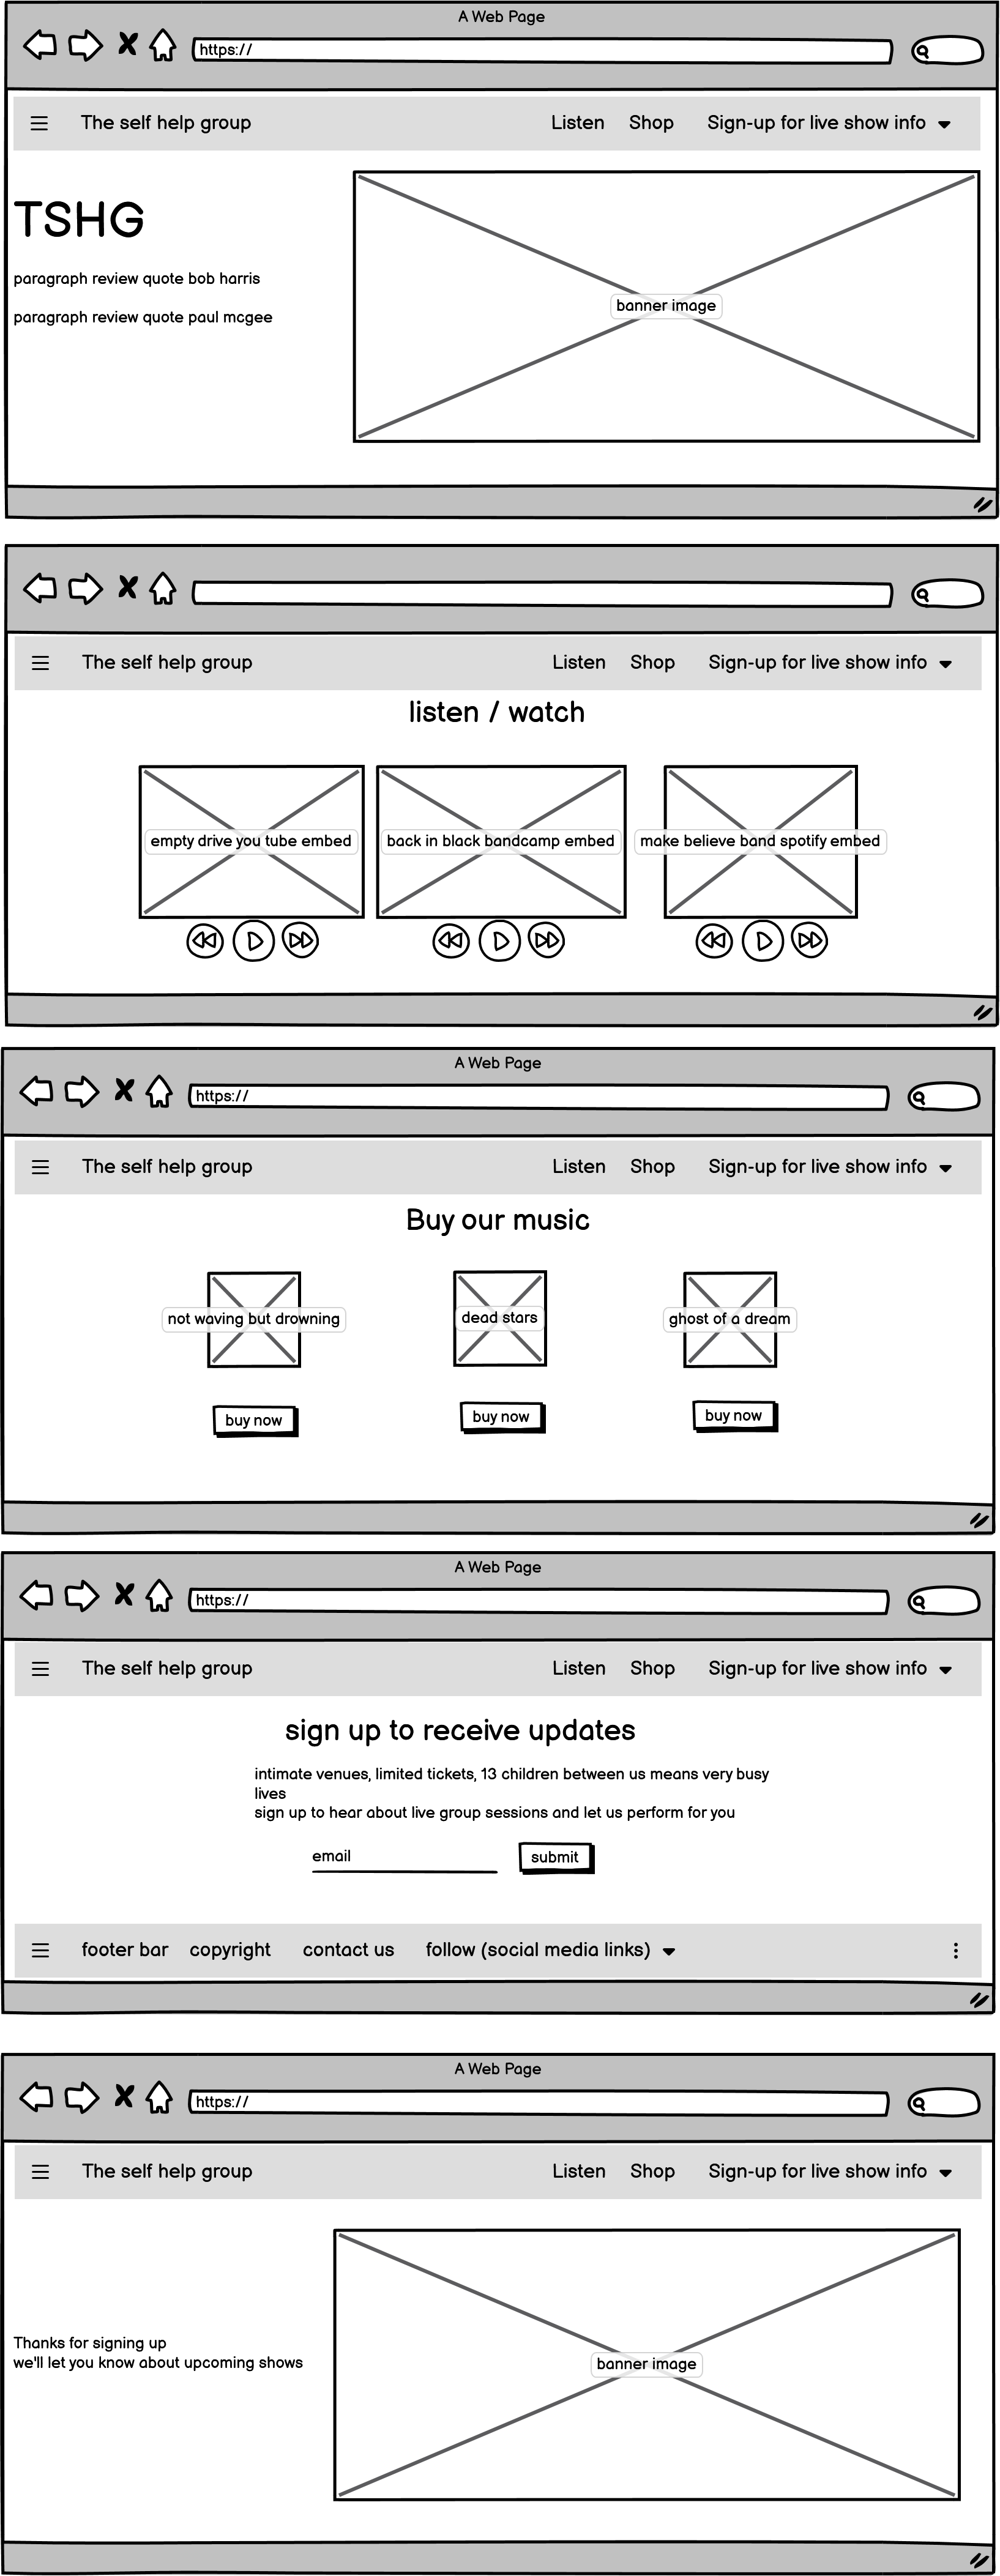 A Web Page
https://
The self help group Listen Shop Sign-up for live show info
TSHG
paragraph review quote bob harris
paragraph review quote paul mcgee
banner image
The self help group Listen Shop Sign-up for live show info
listen / watch
empty drive you tube embed back in black bandcamp embed make believe band spotify embed
A Web Page
https://
The self help group Listen Shop Sign-up for live show info
Buy our music
not waving but drowning dead stars ghost of a dream
buy now buy now buy now
A Web Page
https://
The self help group Listen Shop Sign-up for live show info
sign up to receive updates
intimate venues, limited tickets, 13 children between us means very busy
lives
sign up to hear about live group sessions and let us perform for you
email submit
footer bar copyright contact us follow (social media links)
A Web Page
https://
The self help group Listen Shop Sign-up for live show info
Thanks for signing up
we'll let you know about upcoming shows
banner image